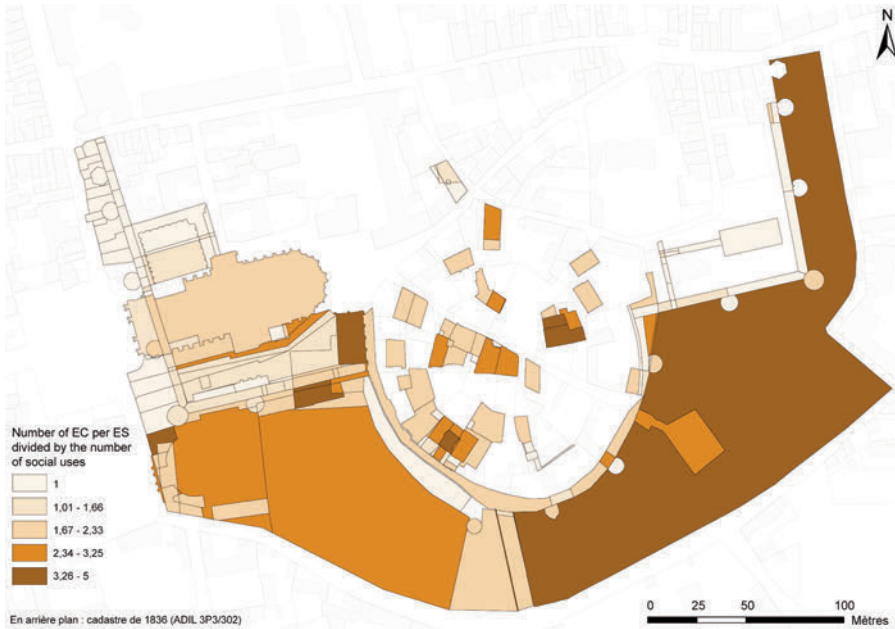 N
Number of EC per ES
divided by the number
of social uses
1
1,01 - 1,66
1,67 - 2,33
2,34 - 3,25
3,26 - 5
En arrière plan : cadastre de 1836 (ADIL 3P3/302)
0 25 50 100
Mètres